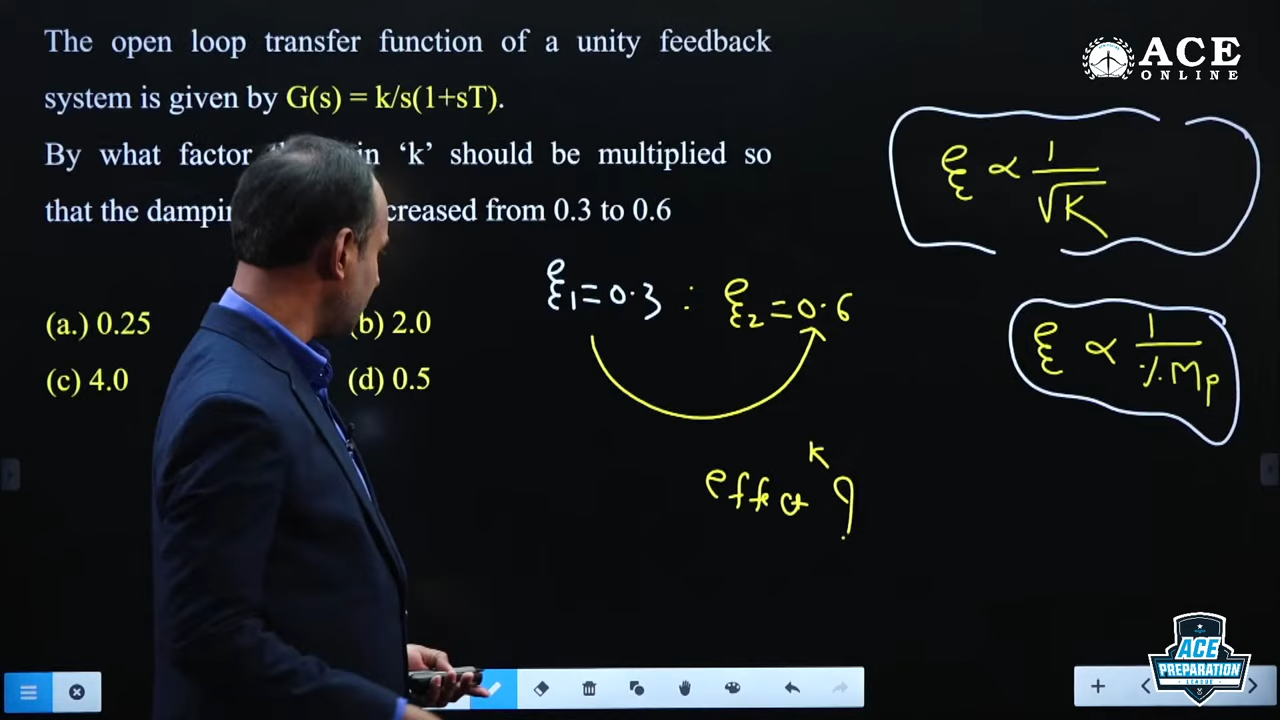 The open loop transfer function of a unity feedback
system is given by G(s) = k/s(1+sT).
By what factor in ‘k’ should be multiplied so
that the dampin creased from 0.3 to 0.6
(a.) 0.25
(b) 2.0
(c) 4.0
(d) 0.5
ξ1 = 0.3 : ξ2 = 0.6
effect K ?
ACE
ONLINE
ξ ∝ 1/√K
ξ ∝ 1/%Mp
ACE
PREPARATION
LEAGUE